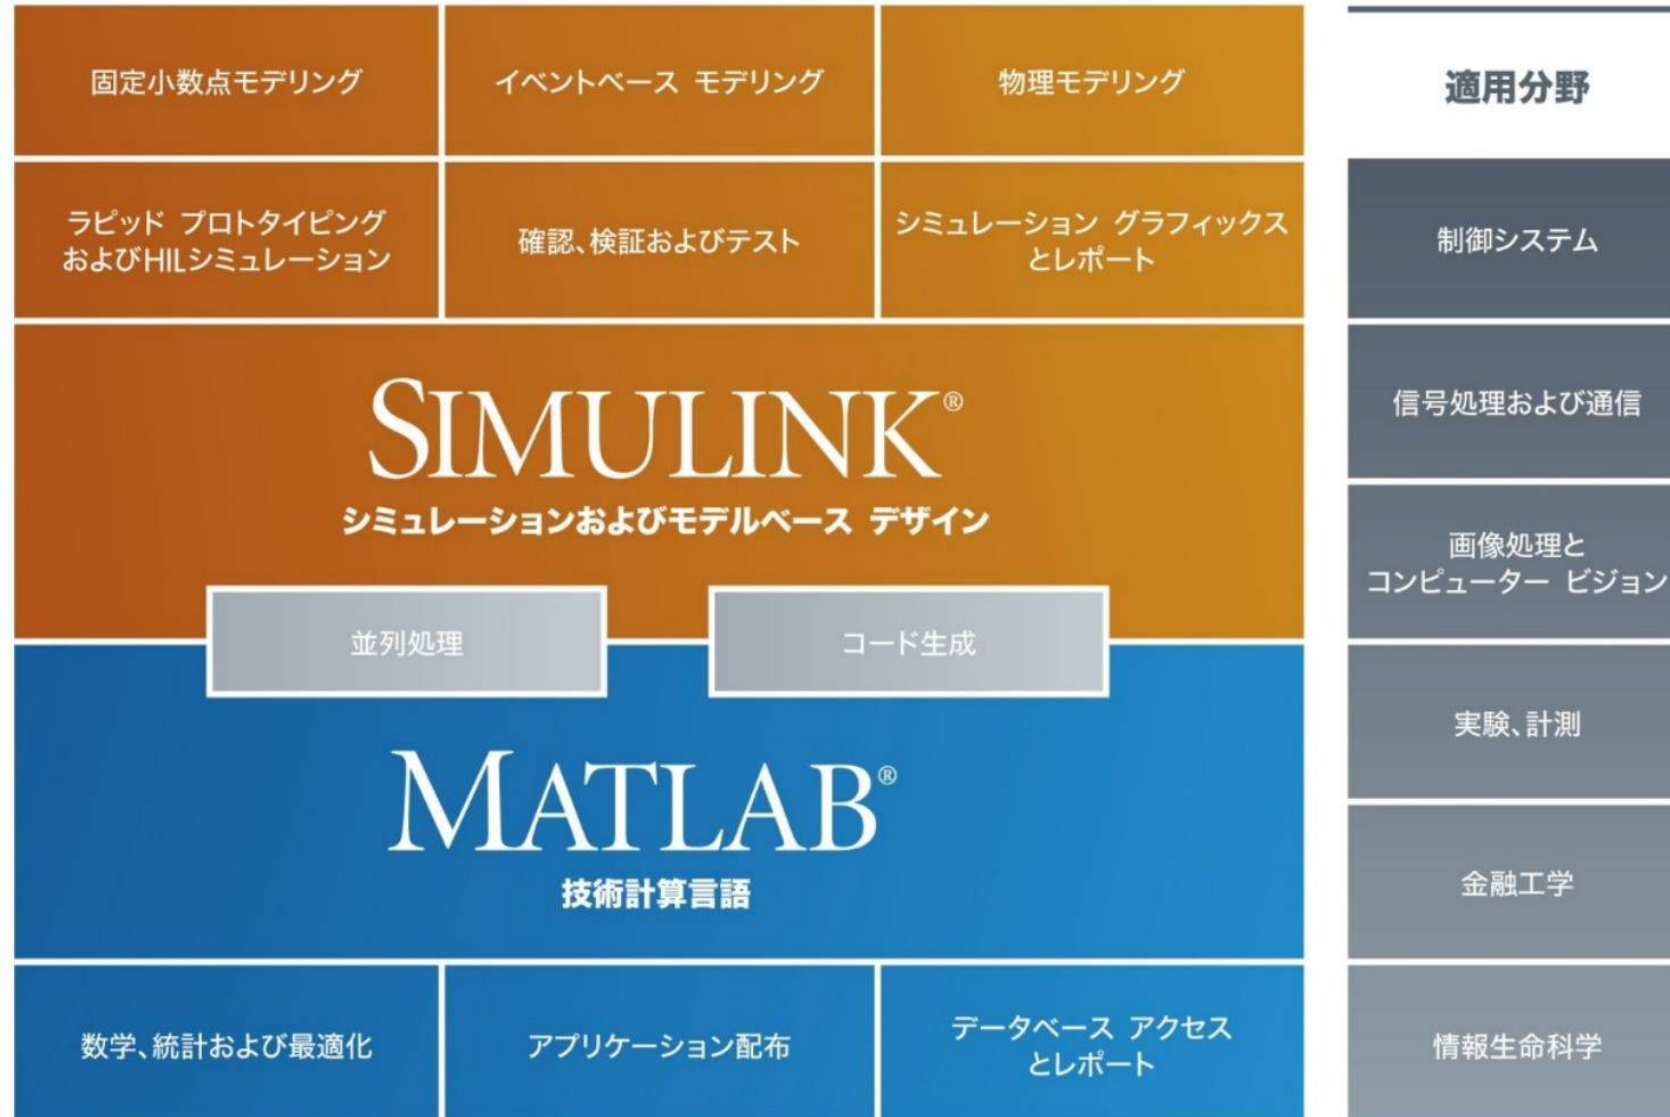 固定小数点モデリング
イベントベース モデリング
物理モデリング
ラピッド プロトタイピング
およびHILシミュレーション
確認、検証およびテスト
シミュレーション グラフィックス
とレポート
SIMULINK®
シミュレーションおよびモデルベース デザイン
並列処理
コード生成
MATLAB®
技術計算言語
数学、統計および最適化
アプリケーション配布
データベース アクセス
とレポート
適用分野
制御システム
信号処理および通信
画像処理と
コンピューター ビジョン
実験、計測
金融工学
情報生命科学